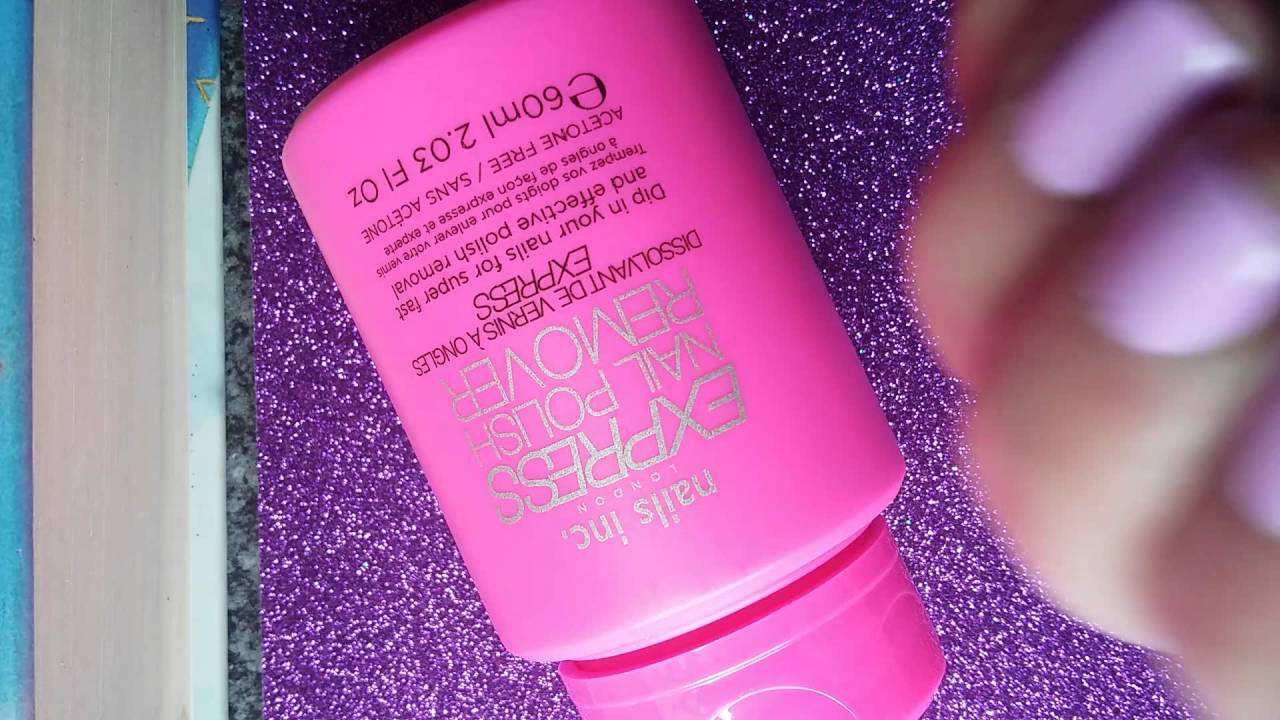 nails inc.
LONDON
EXPRESS
NAIL POLISH
REMOVER
DISSOLVANT DE VERNIS À ONGLES
EXPRESS
Dip in your nails for super fast
and effective polish removal
Trempez vos doigts pour enlever votre vernis
à ongles de façon expresse et experte
ACETONE FREE / SANS ACÉTONE
e 60ml 2.03 Fl Oz